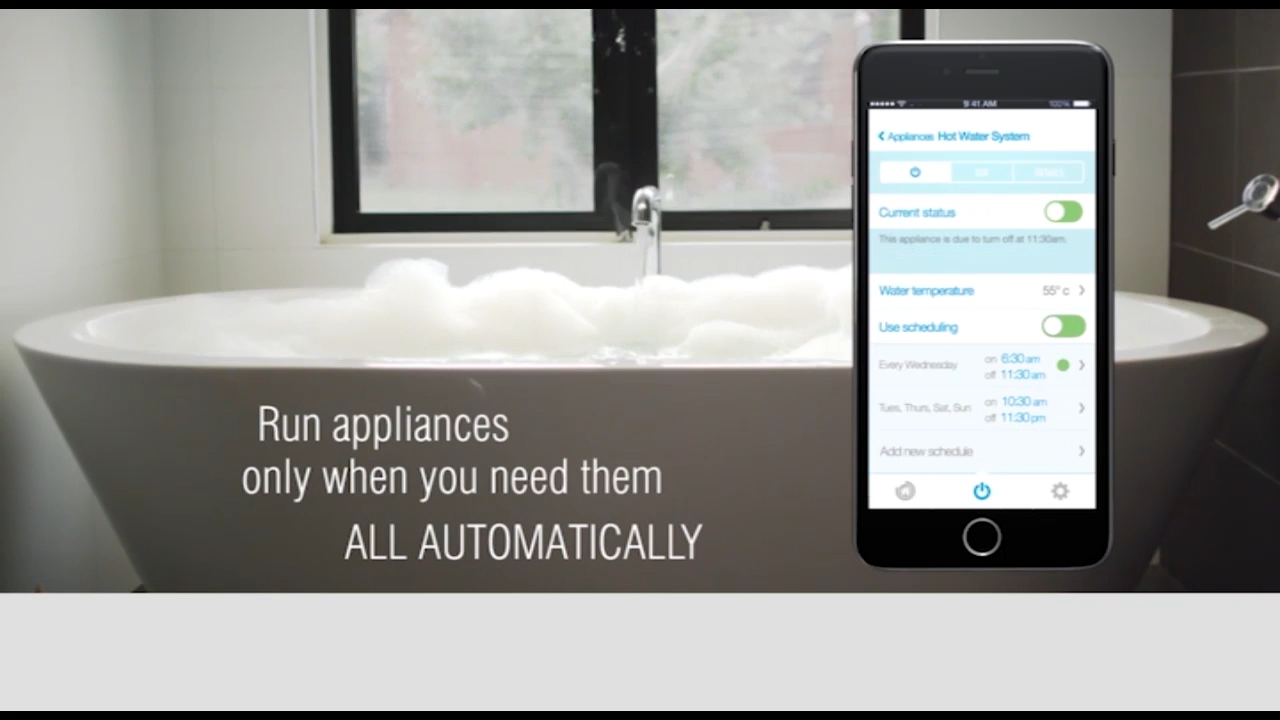 Run appliances
only when you need them
ALL AUTOMATICALLY
9:41 AM 100%
Appliances Hot Water System
Current status
This appliance is due to turn off at 11:30am.
Water temperature 55° c
Use scheduling
Every Wednesday on 6:30 am
off 11:30 am
Tues, Thurs, Sat, Sun on 10:30 am
off 11:30 pm
Add new schedule